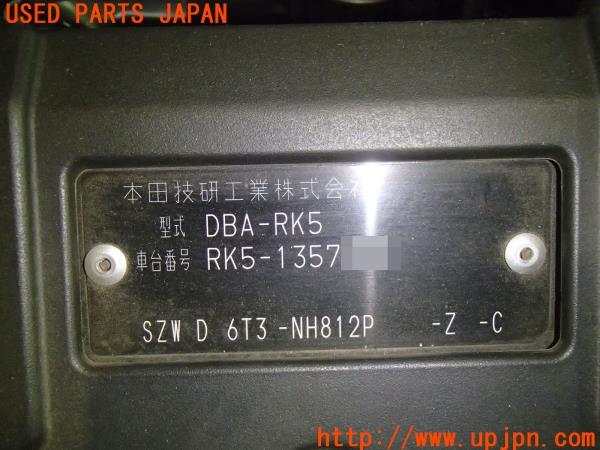 USED PARTS JAPAN
本田技研工業株式会社
型式 DBA-RK5
車台番号 RK5-1357
SZW D 6T3 -NH812P -Z -C
(518)
http://www.upjpn.com/